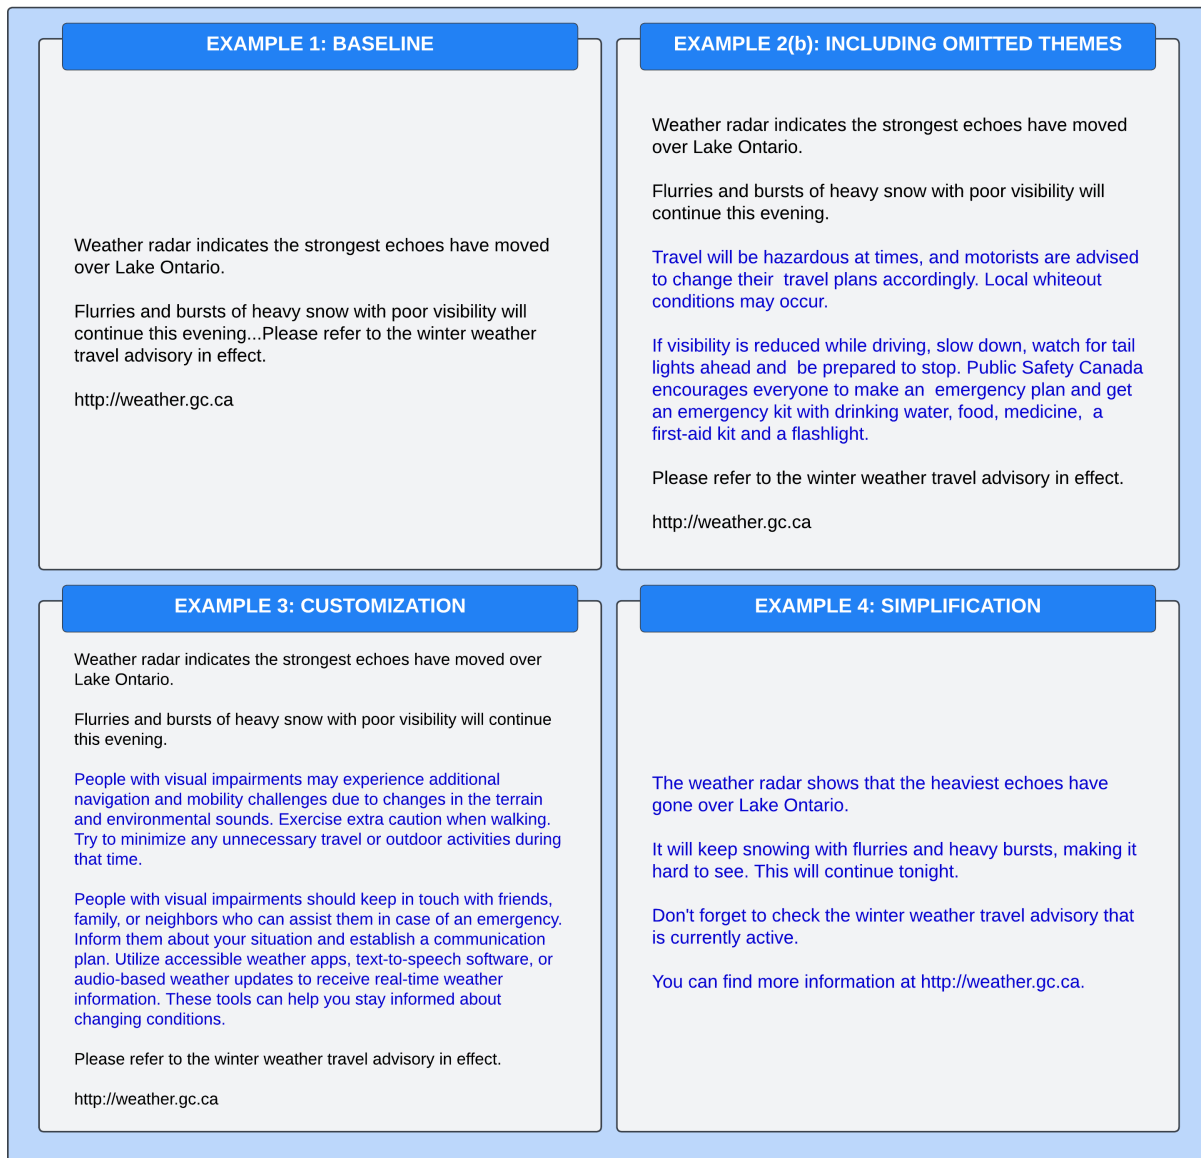 EXAMPLE 1: BASELINE
Weather radar indicates the strongest echoes have moved
over Lake Ontario.
Flurries and bursts of heavy snow with poor visibility will
continue this evening...Please refer to the winter weather
travel advisory in effect.
http://weather.gc.ca
EXAMPLE 2(b): INCLUDING OMITTED THEMES
Weather radar indicates the strongest echoes have moved
over Lake Ontario.
Flurries and bursts of heavy snow with poor visibility will
continue this evening.
Travel will be hazardous at times, and motorists are advised
to change their  travel plans accordingly. Local whiteout
conditions may occur.
If visibility is reduced while driving, slow down, watch for tail
lights ahead and  be prepared to stop. Public Safety Canada
encourages everyone to make an  emergency plan and get
an emergency kit with drinking water, food, medicine,  a
first-aid kit and a flashlight.
Please refer to the winter weather travel advisory in effect.
http://weather.gc.ca
EXAMPLE 3: CUSTOMIZATION
Weather radar indicates the strongest echoes have moved over
Lake Ontario.
Flurries and bursts of heavy snow with poor visibility will continue
this evening.
People with visual impairments may experience additional
navigation and mobility challenges due to changes in the terrain
and environmental sounds. Exercise extra caution when walking.
Try to minimize any unnecessary travel or outdoor activities during
that time.
People with visual impairments should keep in touch with friends,
family, or neighbors who can assist them in case of an emergency.
Inform them about your situation and establish a communication
plan. Utilize accessible weather apps, text-to-speech software, or
audio-based weather updates to receive real-time weather
information. These tools can help you stay informed about
changing conditions.
Please refer to the winter weather travel advisory in effect.
http://weather.gc.ca
EXAMPLE 4: SIMPLIFICATION
The weather radar shows that the heaviest echoes have
gone over Lake Ontario.
It will keep snowing with flurries and heavy bursts, making it
hard to see. This will continue tonight.
Don't forget to check the winter weather travel advisory that
is currently active.
You can find more information at http://weather.gc.ca.